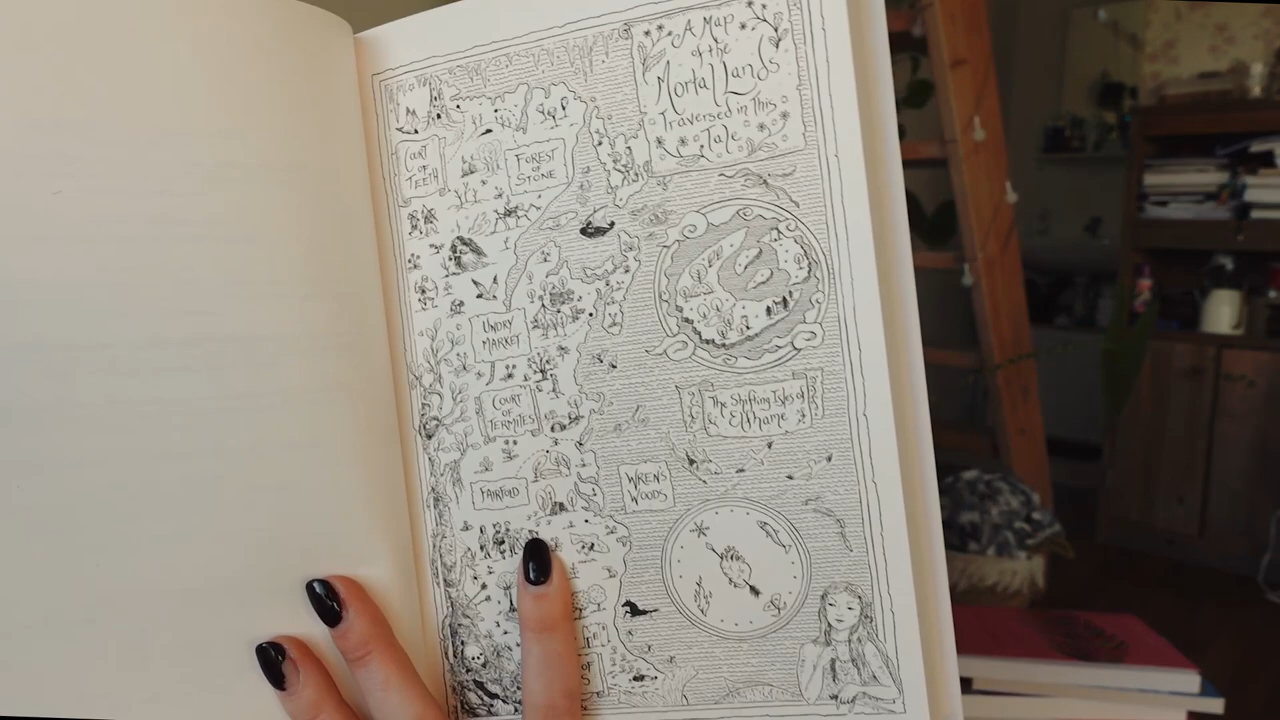 A Map
of the
Mortal Lands
Traversed in This
Tale
COURT
OF
TEETH
FOREST
OF
STONE
UNDRY
MARKET
COURT
OF
TERMITES
The Shifting Isles of
Elfhame
FAIRFOLD
WREN'S
WOODS
OF